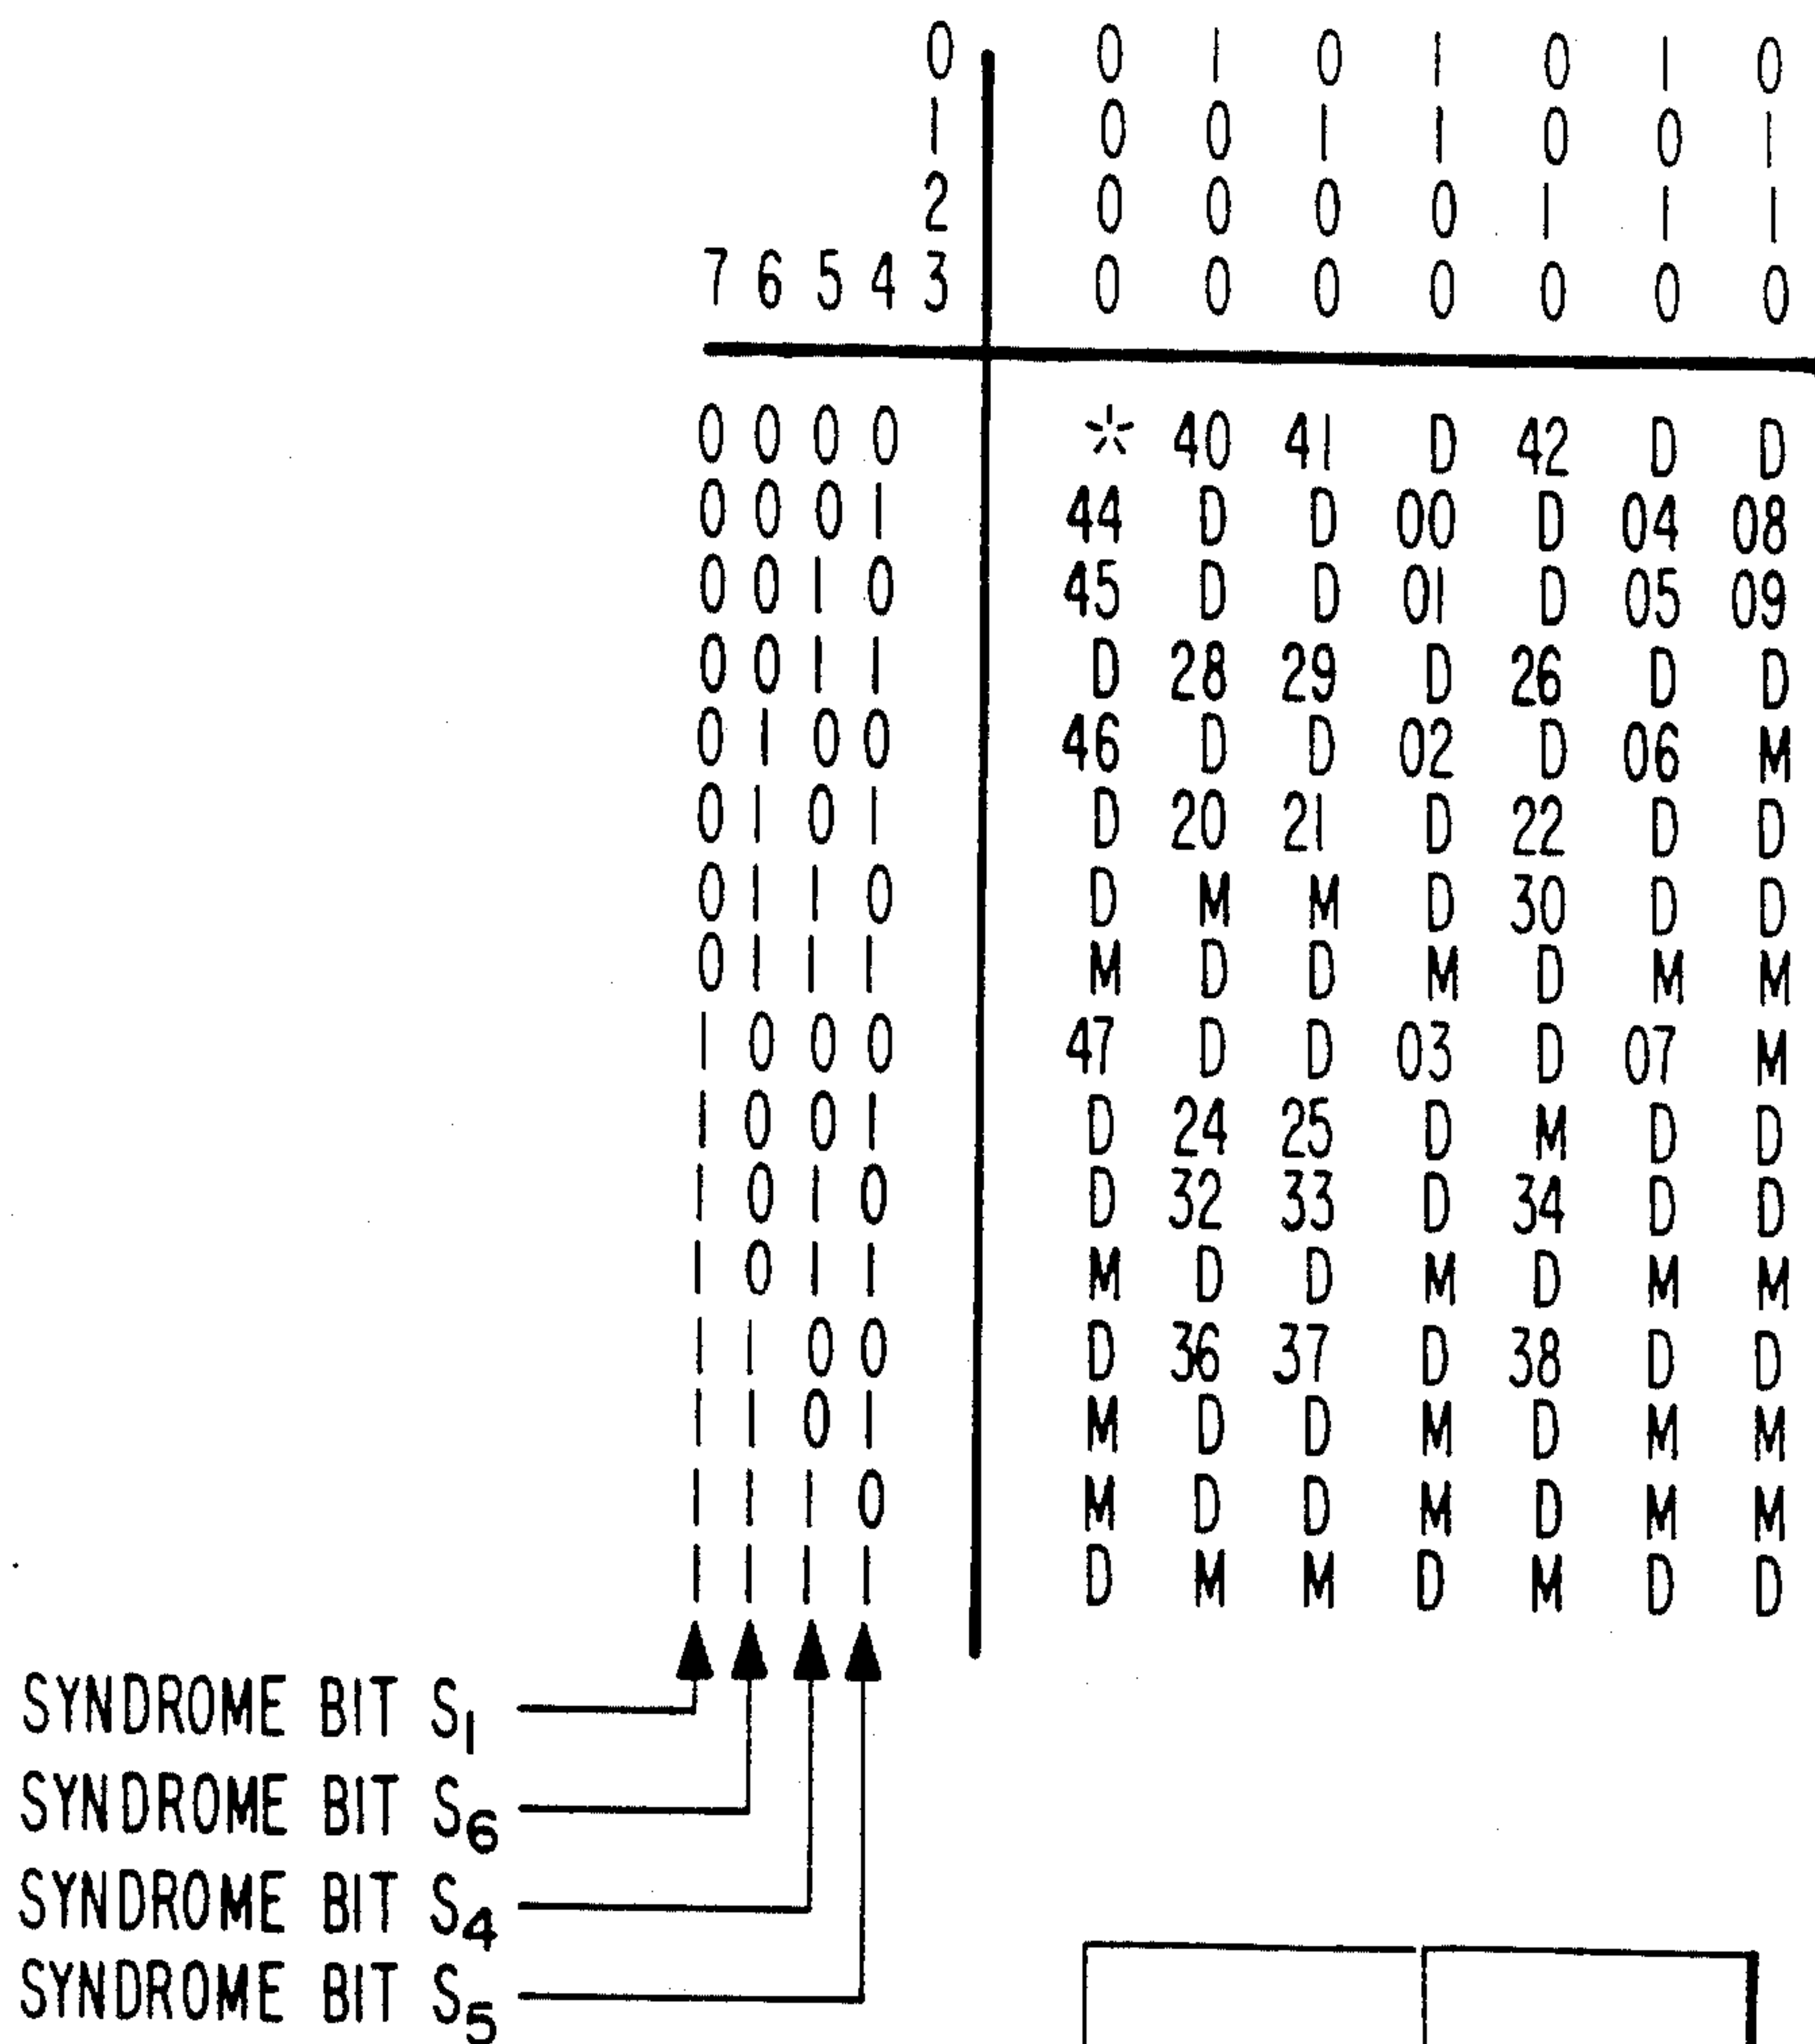 0 0 1 0 1 0 1 0
1 0 0 1 1 0 0 1
2 0 0 0 0 1 1 1
7 6 5 4 3 0 0 0 0 0 0 0
0 0 0 0 * 40 41 D 42 D D
0 0 0 1 44 D D 00 D 04 08
0 0 1 0 45 D D 01 D 05 09
0 0 1 1 D 28 29 D 26 D D
0 1 0 0 46 D D 02 D 06 M
0 1 0 1 D 20 21 D 22 D D
0 1 1 0 D M M D 30 D D
0 1 1 1 M D D M D M M
1 0 0 0 47 D D 03 D 07 M
1 0 0 1 D 24 25 D M D D
1 0 1 0 D 32 33 D 34 D D
1 0 1 1 M D D M D M M
1 1 0 0 D 36 37 D 38 D D
1 1 0 1 M D D M D M M
1 1 1 0 M D D M D M M
1 1 1 1 D M M D M D D
SYNDROME BIT S1
SYNDROME BIT S6
SYNDROME BIT S4
SYNDROME BIT S5